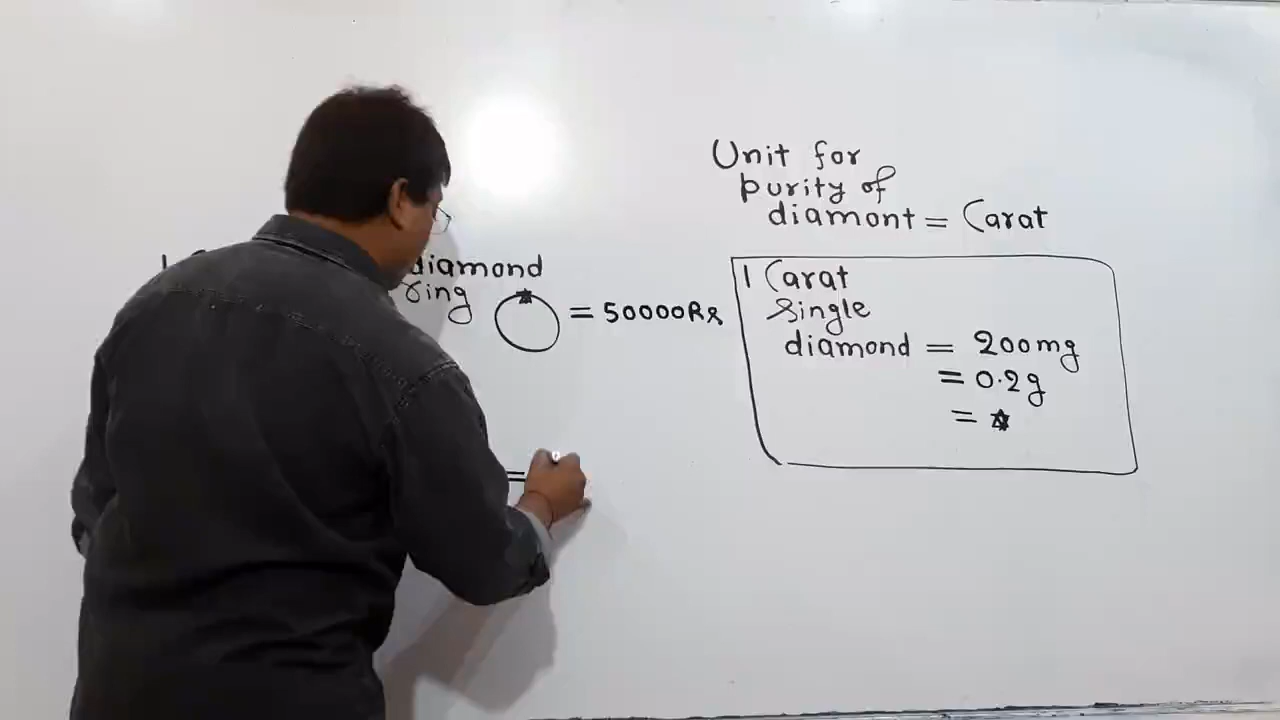 Unit for
purity of
diamont = Carat
diamond
ring = 50000Rs
1 Carat
single
diamond = 200mg
= 0.2g
=
=